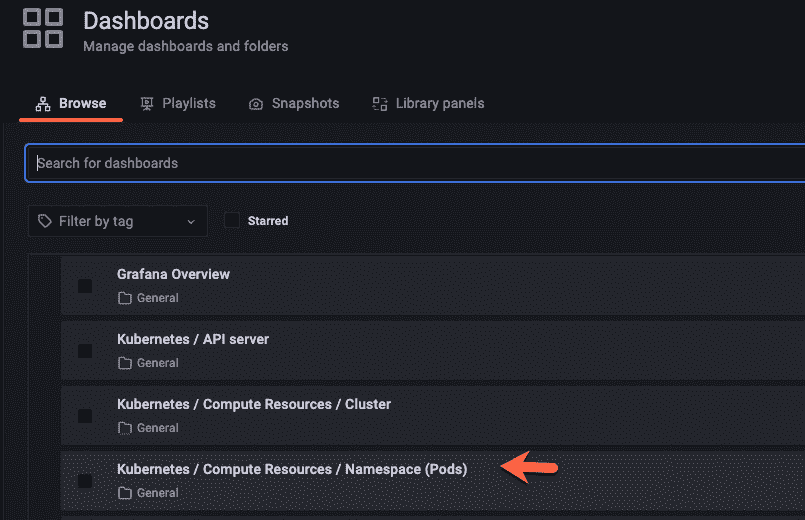 Dashboards
Manage dashboards and folders
Browse Playlists Snapshots Library panels
Search for dashboards
Filter by tag Starred
Grafana Overview
General
Kubernetes / API server
General
Kubernetes / Compute Resources / Cluster
General
Kubernetes / Compute Resources / Namespace (Pods)
General